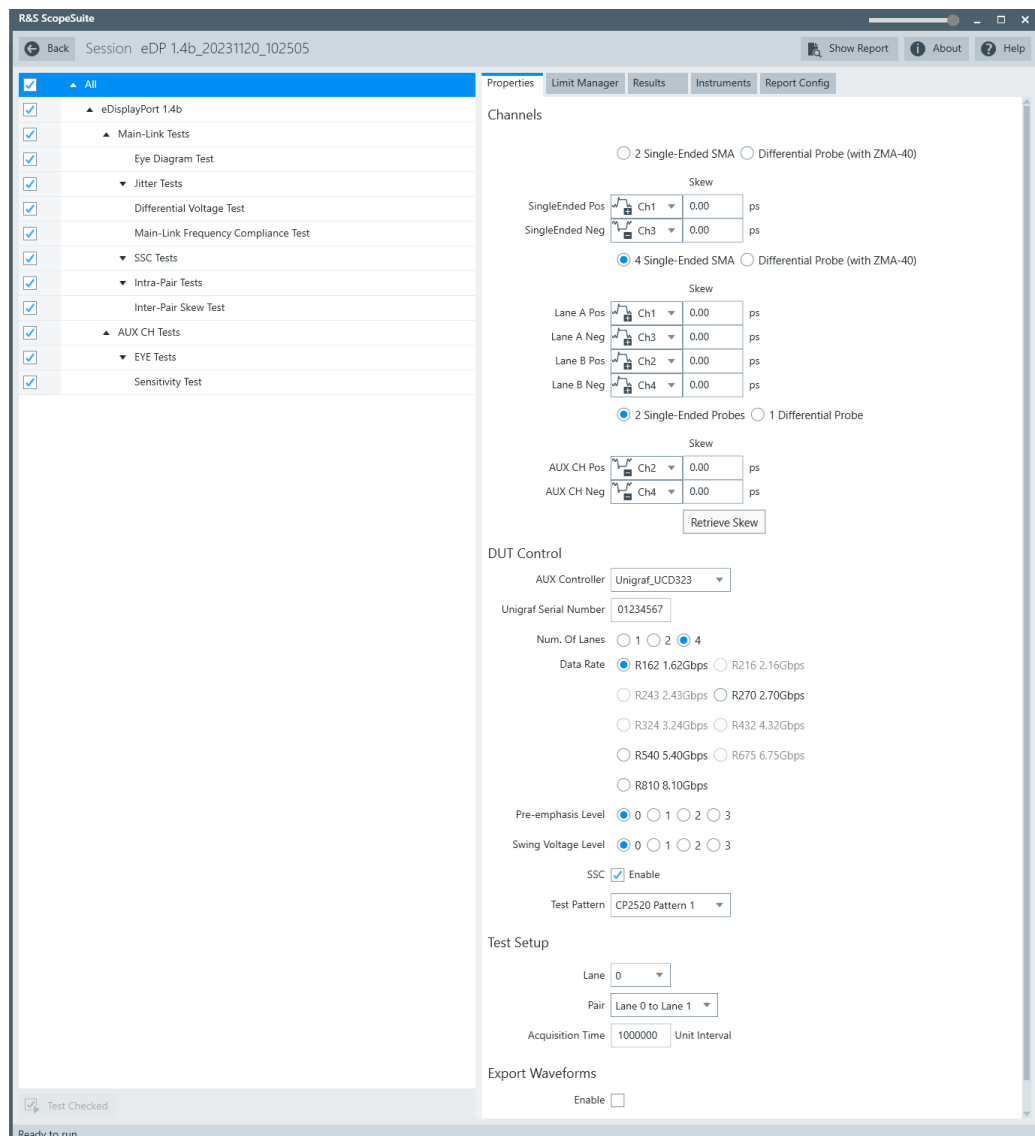 R&S ScopeSuite
Back Session eDP 1.4b_20231120_102505 Show Report About Help
All
eDisplayPort 1.4b
Main-Link Tests
Eye Diagram Test
Jitter Tests
Differential Voltage Test
Main-Link Frequency Compliance Test
SSC Tests
Intra-Pair Tests
Inter-Pair Skew Test
AUX CH Tests
EYE Tests
Sensitivity Test
Test Checked
Properties Limit Manager Results Instruments Report Config
Channels
2 Single-Ended SMA Differential Probe (with ZMA-40)
Skew
SingleEnded Pos Ch1 0.00 ps
SingleEnded Neg Ch3 0.00 ps
4 Single-Ended SMA Differential Probe (with ZMA-40)
Skew
Lane A Pos Ch1 0.00 ps
Lane A Neg Ch3 0.00 ps
Lane B Pos Ch2 0.00 ps
Lane B Neg Ch4 0.00 ps
2 Single-Ended Probes 1 Differential Probe
Skew
AUX CH Pos Ch2 0.00 ps
AUX CH Neg Ch4 0.00 ps
Retrieve Skew
DUT Control
AUX Controller Unigraf_UCD323
Unigraf Serial Number 01234567
Num. Of Lanes 1 2 4
Data Rate R162 1.62Gbps R216 2.16Gbps
R243 2.43Gbps R270 2.70Gbps
R324 3.24Gbps R432 4.32Gbps
R540 5.40Gbps R675 6.75Gbps
R810 8.10Gbps
Pre-emphasis Level 0 1 2 3
Swing Voltage Level 0 1 2 3
SSC Enable
Test Pattern CP2520 Pattern 1
Test Setup
Lane 0
Pair Lane 0 to Lane 1
Acquisition Time 1000000 Unit Interval
Export Waveforms
Enable
Ready to run